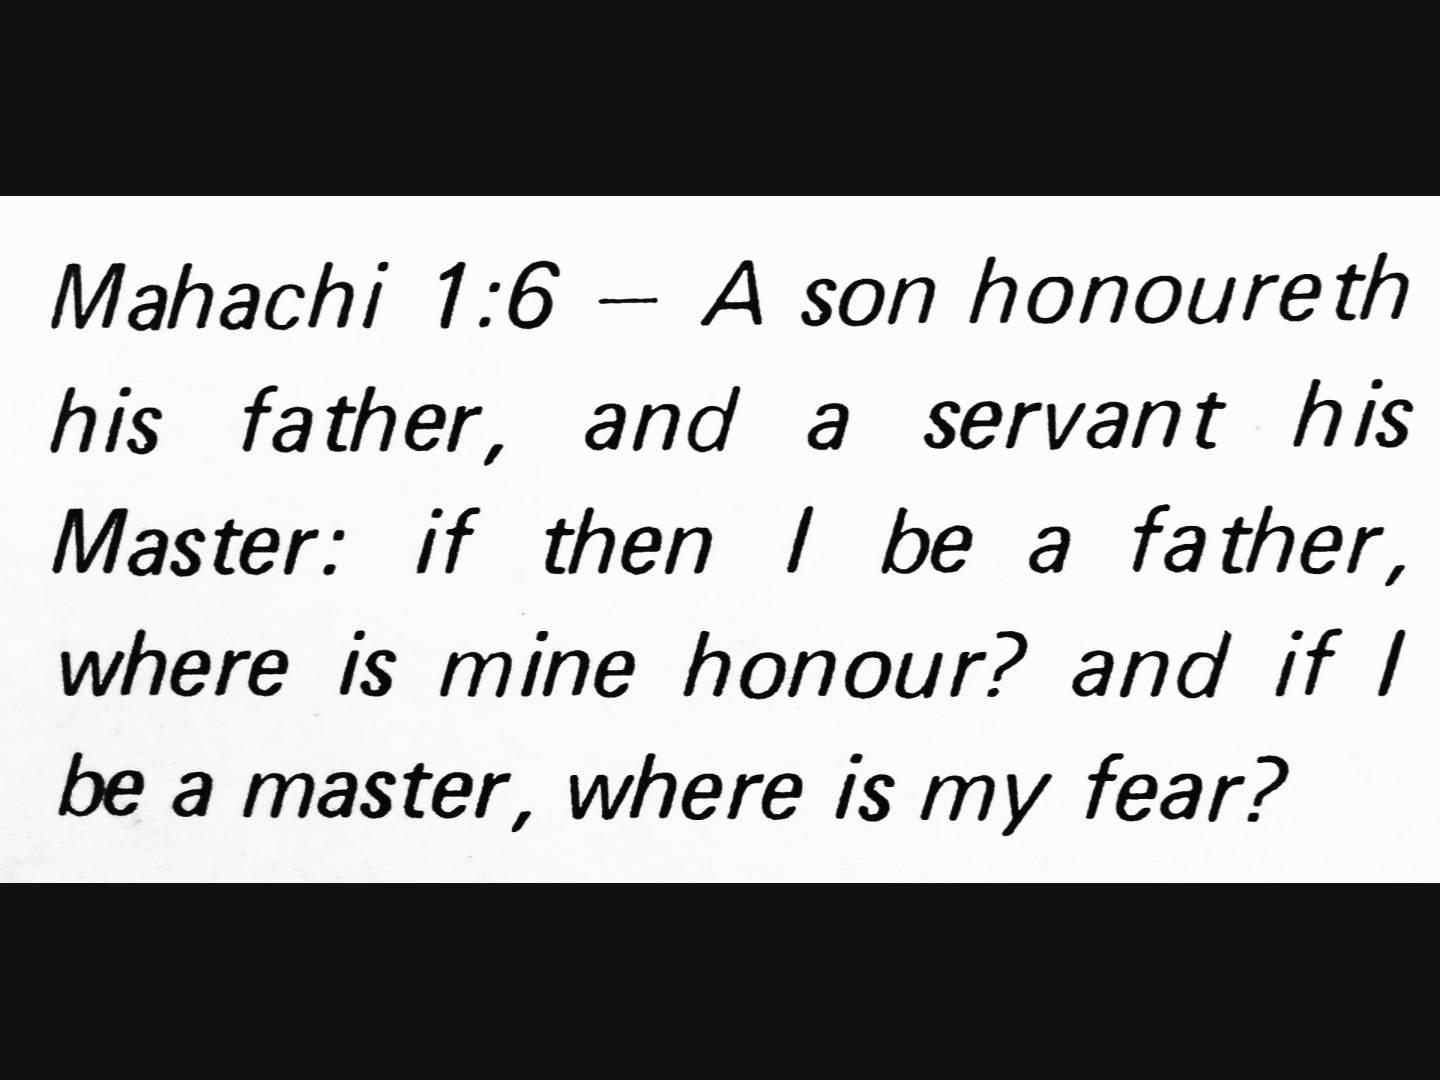 Mahachi 1:6 — A son honoureth
his father, and a servant his
Master: if then I be a father,
where is mine honour? and if I
be a master, where is my fear?